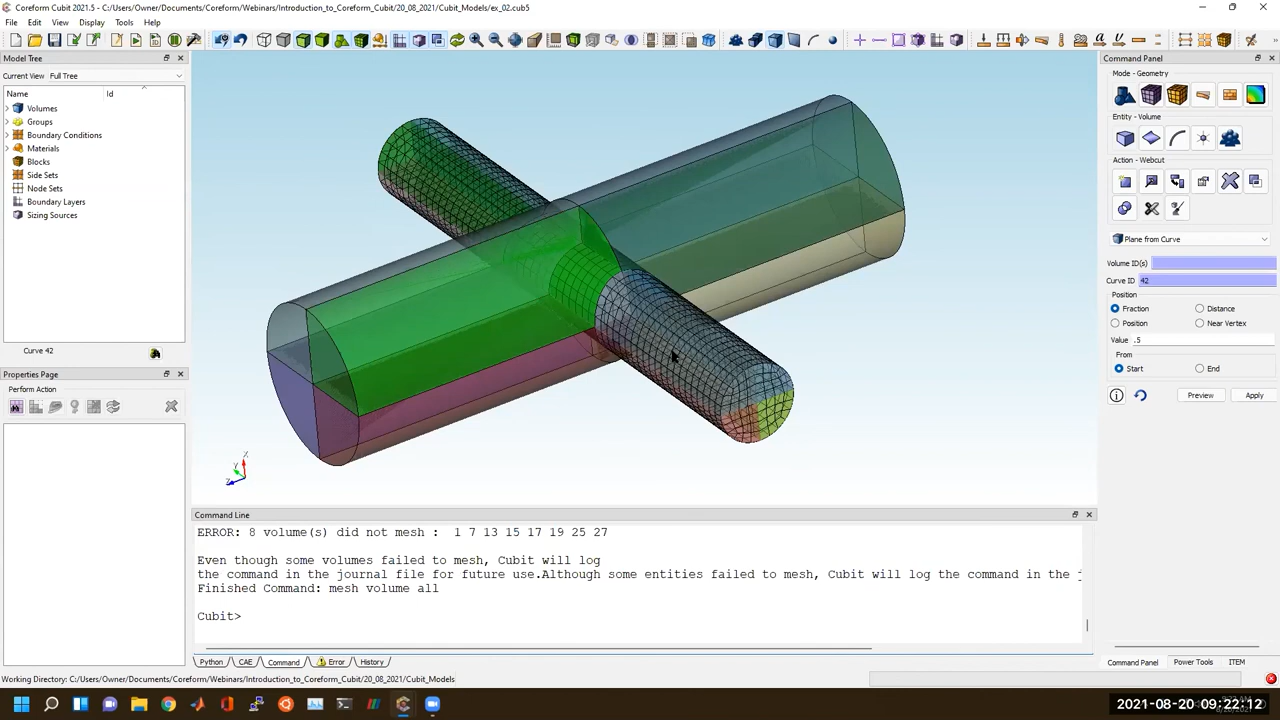 Coreform Cubit 2021.5 - C:/Users/Owner/Documents/Coreform/Webinars/Introduction_to_Coreform_Cubit/20_08_2021/Cubit_Models/ex_02.cub5
File Edit View Display Tools Help
Model Tree
Current View Full Tree
Name Id
Volumes
Groups
Boundary Conditions
Materials
Blocks
Side Sets
Node Sets
Boundary Layers
Sizing Sources
Curve 42
Properties Page
Perform Action
Command Panel
Mode - Geometry
Entity - Volume
Action - Webcut
Plane from Curve
Volume ID(s)
Curve ID 42
Position
Fraction Distance
Position Near Vertex
Value .5
From
Start End
Preview Apply
Command Line
ERROR: 8 volume(s) did not mesh : 1 7 13 15 17 19 25 27
Even though some volumes failed to mesh, Cubit will log
the command in the journal file for future use.Although some entities failed to mesh, Cubit will log the command in the
Finished Command: mesh volume all
Cubit>
Python CAE Command Error History
Command Panel Power Tools ITEM
Working Directory: C:/Users/Owner/Documents/Coreform/Webinars/Introduction_to_Coreform_Cubit/20_08_2021/Cubit_Models
2021-08-20 09:22:12